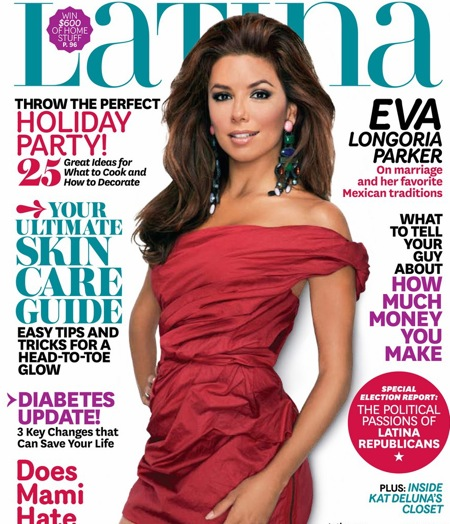 WIN
$600
OF HOME
STUFF
P. 96
Latina
THROW THE PERFECT
HOLIDAY
PARTY!
25 Great Ideas for
What to Cook and
How to Decorate
YOUR
ULTIMATE
SKIN
CARE
GUIDE
EASY TIPS AND
TRICKS FOR A
HEAD-TO-TOE
GLOW
DIABETES
UPDATE!
3 Key Changes that
Can Save Your Life
Does
Mami
Hate
EVA
LONGORIA
PARKER
On marriage
and her favorite
Mexican traditions
WHAT
TO TELL
YOUR
GUY
ABOUT
HOW
MUCH
MONEY
YOU
MAKE
SPECIAL
ELECTION REPORT:
THE POLITICAL
PASSIONS OF
LATINA
REPUBLICANS
PLUS: INSIDE
KAT DELUNA'S
CLOSET